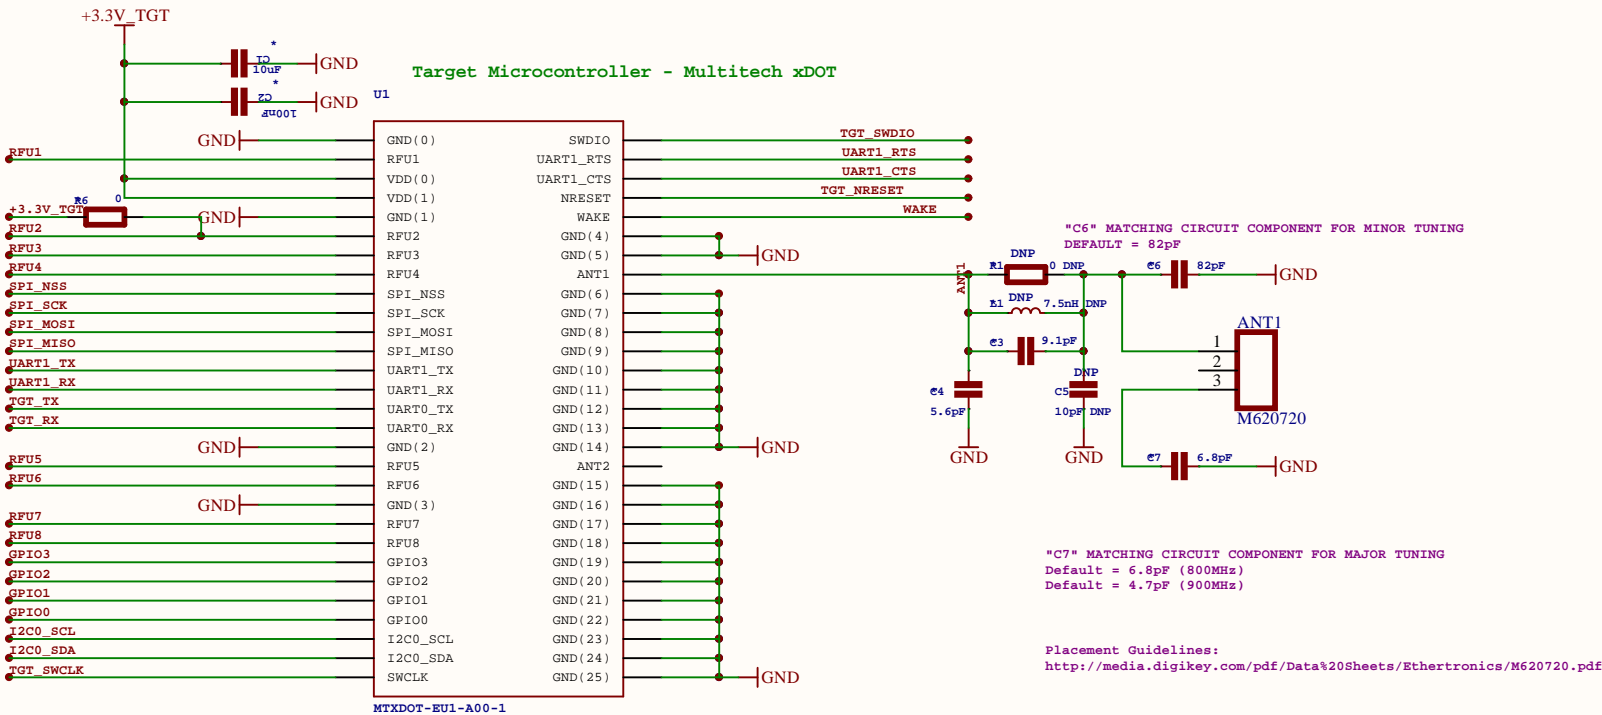 +3.3V_TGT
*
C1
10uF
GND
*
C2
100nF
GND
Target Microcontroller - Multitech xDOT
U1
GND
RFU1
+3.3V_TGT
R6
0
GND
RFU2
RFU3
RFU4
SPI_NSS
SPI_SCK
SPI_MOSI
SPI_MISO
UART1_TX
UART1_RX
TGT_TX
TGT_RX
GND
RFU5
RFU6
GND
RFU7
RFU8
GPIO3
GPIO2
GPIO1
GPIO0
I2C0_SCL
I2C0_SDA
TGT_SWCLK
GND(0)
RFU1
VDD(0)
VDD(1)
GND(1)
RFU2
RFU3
RFU4
SPI_NSS
SPI_SCK
SPI_MOSI
SPI_MISO
UART1_TX
UART1_RX
UART0_TX
UART0_RX
GND(2)
RFU5
RFU6
GND(3)
RFU7
RFU8
GPIO3
GPIO2
GPIO1
GPIO0
I2C0_SCL
I2C0_SDA
SWCLK
SWDIO
UART1_RTS
UART1_CTS
NRESET
WAKE
GND(4)
GND(5)
ANT1
GND(6)
GND(7)
GND(8)
GND(9)
GND(10)
GND(11)
GND(12)
GND(13)
GND(14)
ANT2
GND(15)
GND(16)
GND(17)
GND(18)
GND(19)
GND(20)
GND(21)
GND(22)
GND(23)
GND(24)
GND(25)
MTXDOT-EU1-A00-1
TGT_SWDIO
UART1_RTS
UART1_CTS
TGT_NRESET
WAKE
GND
GND
GND
ANT1
DNP
R1
0 DNP
L1
DNP
7.5nH DNP
C3
9.1pF
C4
5.6pF
GND
DNP
C5
10pF DNP
GND
"C6" MATCHING CIRCUIT COMPONENT FOR MINOR TUNING
DEFAULT = 82pF
C6
82pF
GND
ANT1
1
2
3
M620720
C7
6.8pF
GND
"C7" MATCHING CIRCUIT COMPONENT FOR MAJOR TUNING
Default = 6.8pF (800MHz)
Default = 4.7pF (900MHz)
Placement Guidelines:
http://media.digikey.com/pdf/Data%20Sheets/Ethertronics/M620720.pdf